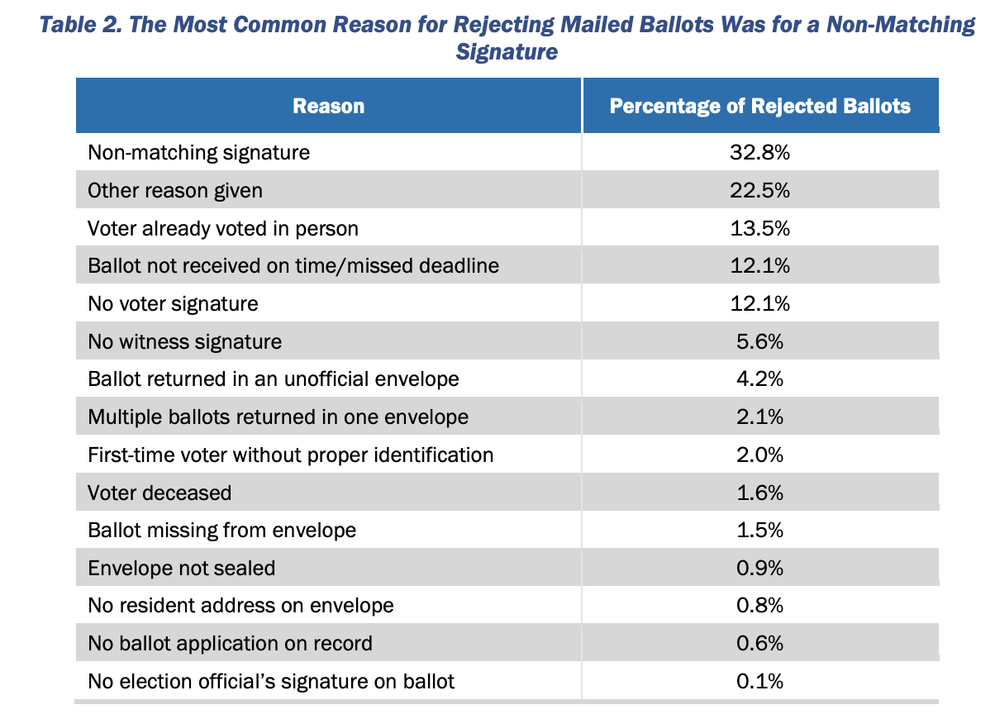 Table 2. The Most Common Reason for Rejecting Mailed Ballots Was for a Non-Matching
Signature
Reason Percentage of Rejected Ballots
Non-matching signature 32.8%
Other reason given 22.5%
Voter already voted in person 13.5%
Ballot not received on time/missed deadline 12.1%
No voter signature 12.1%
No witness signature 5.6%
Ballot returned in an unofficial envelope 4.2%
Multiple ballots returned in one envelope 2.1%
First-time voter without proper identification 2.0%
Voter deceased 1.6%
Ballot missing from envelope 1.5%
Envelope not sealed 0.9%
No resident address on envelope 0.8%
No ballot application on record 0.6%
No election official’s signature on ballot 0.1%